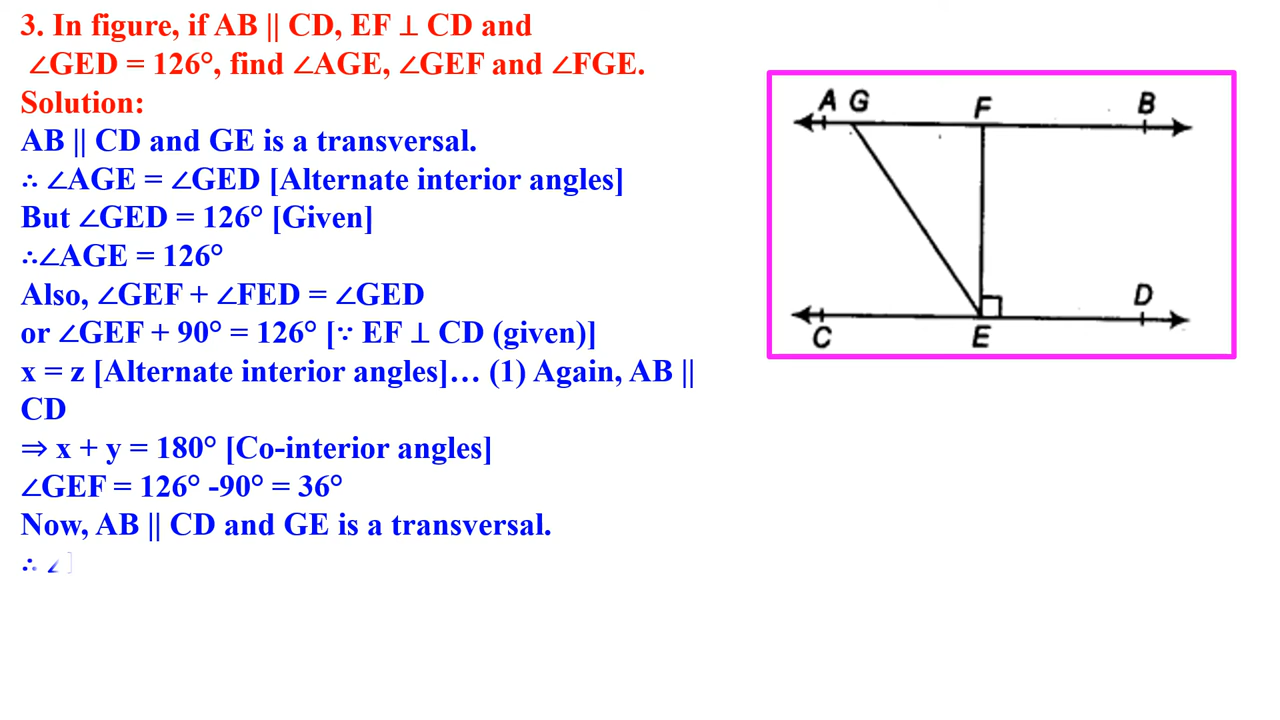 3. In figure, if AB || CD, EF ⊥ CD and
∠GED = 126°, find ∠AGE, ∠GEF and ∠FGE.
Solution:
AB || CD and GE is a transversal.
∴ ∠AGE = ∠GED [Alternate interior angles]
But ∠GED = 126° [Given]
∴∠AGE = 126°
Also, ∠GEF + ∠FED = ∠GED
or ∠GEF + 90° = 126° [∵ EF ⊥ CD (given)]
x = z [Alternate interior angles]… (1) Again, AB ||
CD
⇒ x + y = 180° [Co-interior angles]
∠GEF = 126° -90° = 36°
Now, AB || CD and GE is a transversal.
∴ ∠
A G F B
D
C E